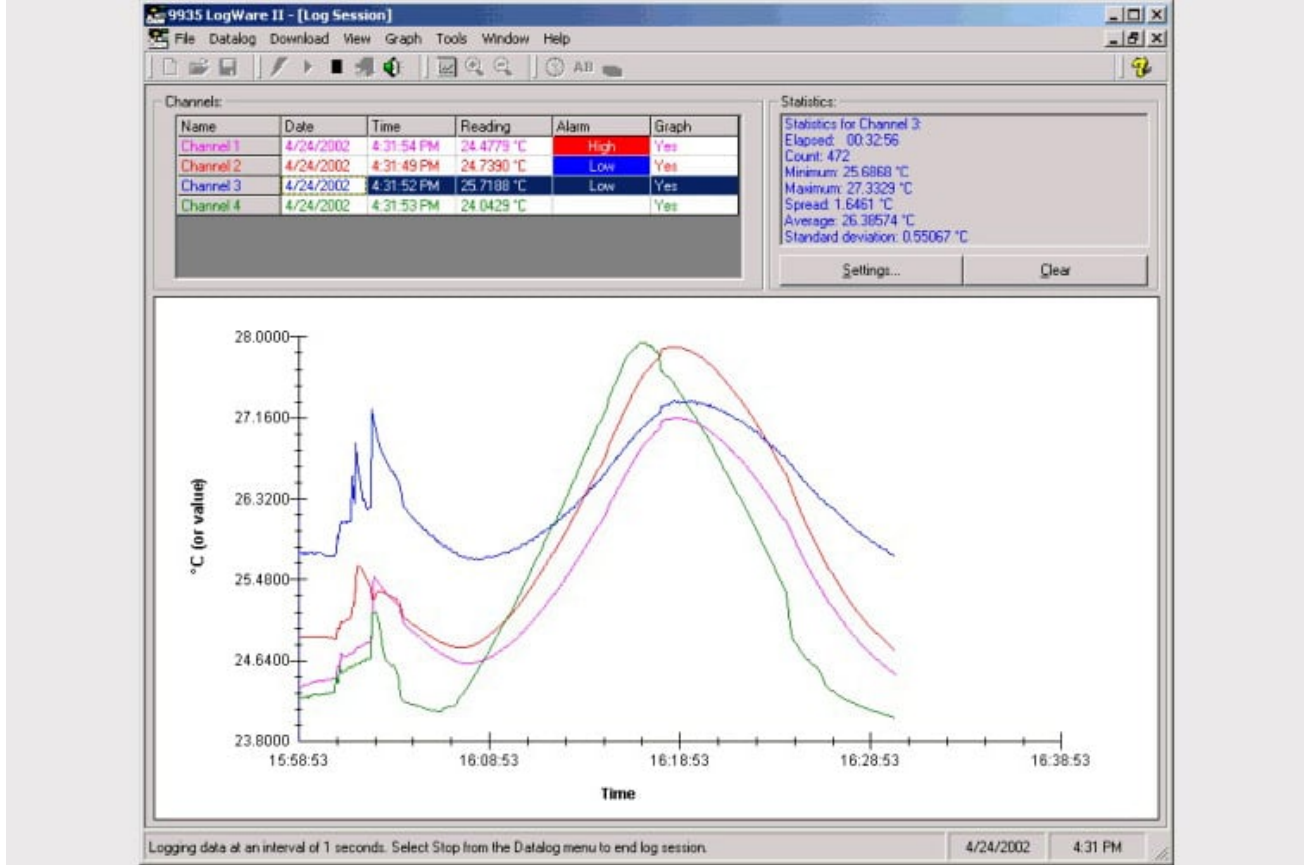 9935 LogWare II - [Log Session]
File Datalog Download View Graph Tools Window Help
AB
Channels:
Name Date Time Reading Alarm Graph
Channel 1 4/24/2002 4:31:54 PM 24.4779 °C High Yes
Channel 2 4/24/2002 4:31:49 PM 24.7390 °C Low Yes
Channel 3 4/24/2002 4:31:52 PM 25.7188 °C Low Yes
Channel 4 4/24/2002 4:31:53 PM 24.0429 °C Yes
Statistics:
Statistics for Channel 3:
Elapsed: 00:32:56
Count: 472
Minimum: 25.6868 °C
Maximum: 27.3329 °C
Spread: 1.6461 °C
Average: 26.38574 °C
Standard deviation: 0.55067 °C
Settings... Clear
28.0000
27.1600
26.3200
25.4800
24.6400
23.8000
°C (or value)
15:58:53 16:08:53 16:18:53 16:28:53 16:38:53
Time
Logging data at an interval of 1 seconds. Select Stop from the Datalog menu to end log session. 4/24/2002 4:31 PM